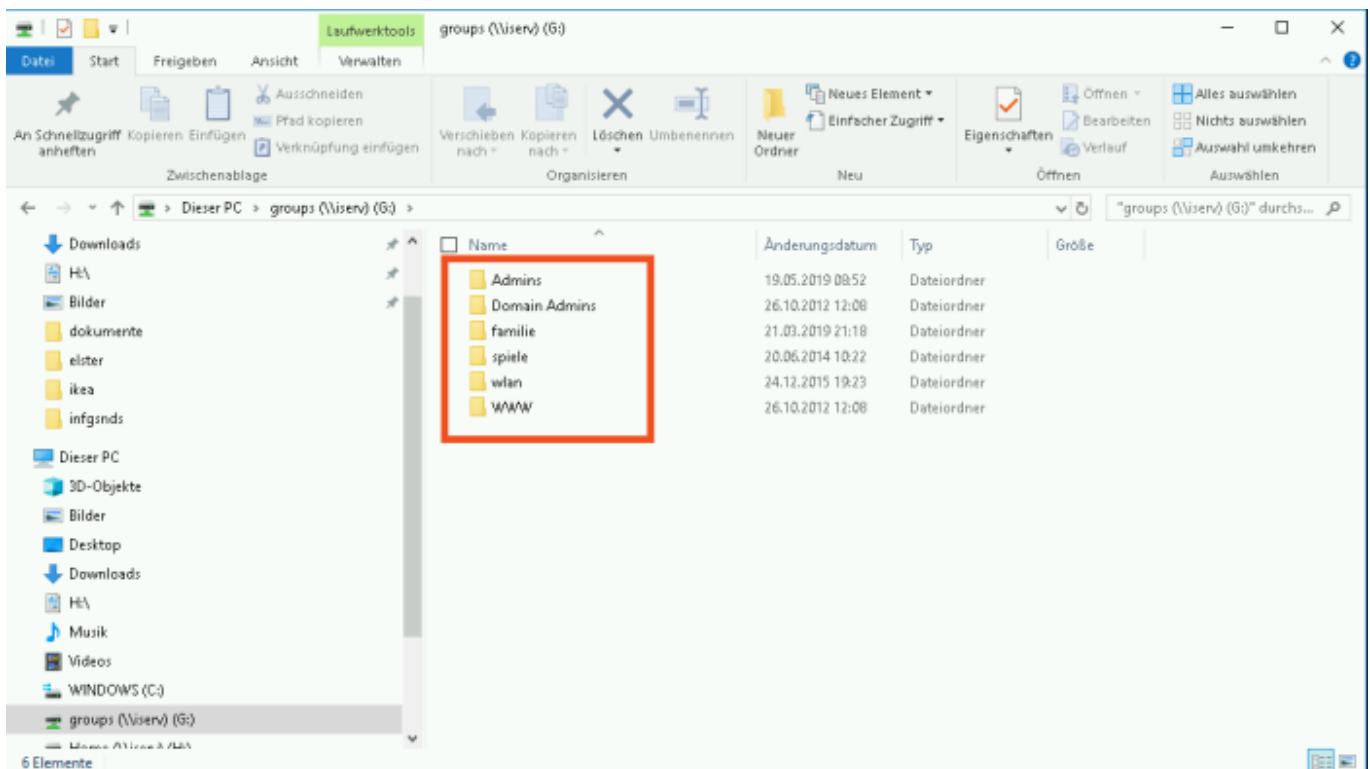 Laufwerktools groups (\\iserv) (G:)
Datei Start Freigeben Ansicht Verwalten
An Schnellzugriff anheften
Kopieren
Einfügen
Ausschneiden
Pfad kopieren
Verknüpfung einfügen
Zwischenablage
Verschieben nach
Kopieren nach
Löschen
Umbenennen
Organisieren
Neuer Ordner
Neues Element
Einfacher Zugriff
Neu
Eigenschaften
Öffnen
Bearbeiten
Verlauf
Öffnen
Alles auswählen
Nichts auswählen
Auswahl umkehren
Auswählen
Dieser PC > groups (\\iserv) (G:) >
"groups (\\iserv) (G:)" durchs...
Downloads
H:\
Bilder
dokumente
elster
ikea
infgsnds
Dieser PC
3D-Objekte
Bilder
Desktop
Downloads
H:\
Musik
Videos
WINDOWS (C:)
groups (\\iserv) (G:)
Name Änderungsdatum Typ Größe
Admins 19.05.2019 08:52 Dateiordner
Domain Admins 26.10.2012 12:08 Dateiordner
familie 21.03.2019 21:18 Dateiordner
spiele 20.06.2014 10:22 Dateiordner
wlan 24.12.2015 19:23 Dateiordner
WWW 26.10.2012 12:08 Dateiordner
6 Elemente